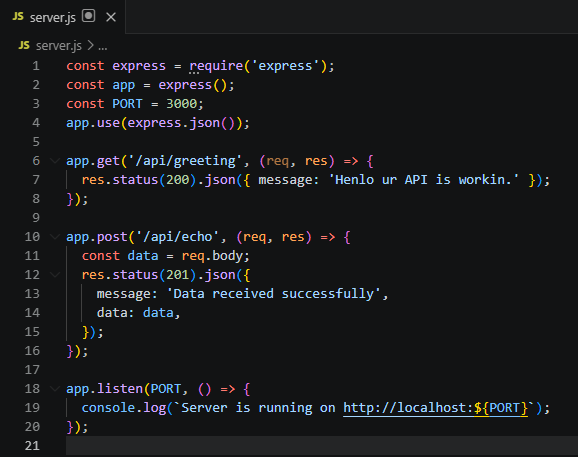 JS server.js
JS server.js > ...
1 const express = require('express');
2 const app = express();
3 const PORT = 3000;
4 app.use(express.json());
5
6 app.get('/api/greeting', (req, res) => {
7   res.status(200).json({ message: 'Henlo ur API is workin.' });
8 });
9
10 app.post('/api/echo', (req, res) => {
11   const data = req.body;
12   res.status(201).json({
13     message: 'Data received successfully',
14     data: data,
15   });
16 });
17
18 app.listen(PORT, () => {
19   console.log(`Server is running on http://localhost:${PORT}`);
20 });
21